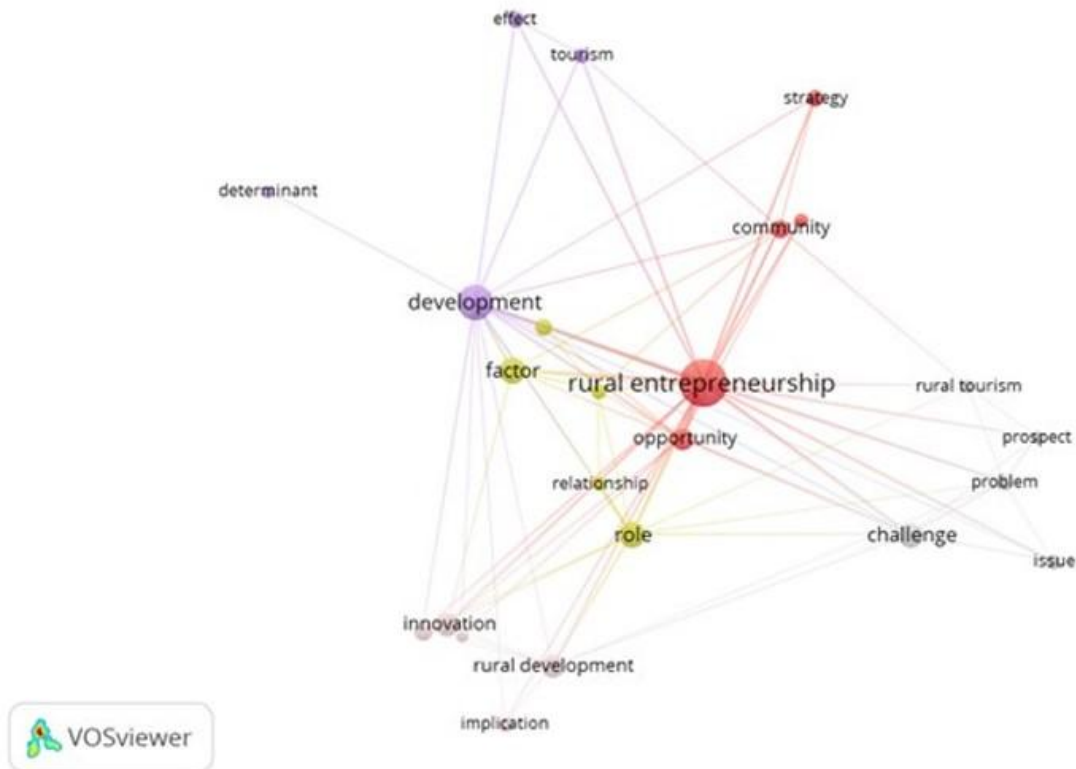 effect
tourism
strategy
determinant
community
development
factor
rural entrepreneurship
rural tourism
opportunity
prospect
relationship
problem
role
challenge
issue
innovation
rural development
implication
VOSviewer